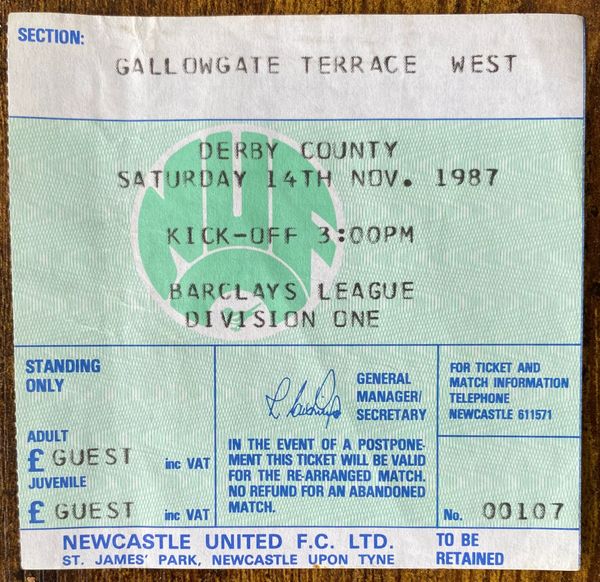 SECTION:
GALLOWGATE TERRACE WEST
NUFC
DERBY COUNTY
SATURDAY 14TH NOV. 1987
KICK-OFF 3:00PM
BARCLAYS LEAGUE
DIVISION ONE
STANDING
ONLY
ADULT
£ GUEST inc VAT
JUVENILE
£ GUEST inc VAT
GENERAL
MANAGER/
SECRETARY
IN THE EVENT OF A POSTPONE-
MENT THIS TICKET WILL BE VALID
FOR THE RE-ARRANGED MATCH.
NO REFUND FOR AN ABANDONED
MATCH.
FOR TICKET AND
MATCH INFORMATION
TELEPHONE
NEWCASTLE 611571
No. 00107
NEWCASTLE UNITED F.C. LTD.
ST. JAMES' PARK, NEWCASTLE UPON TYNE
TO BE
RETAINED